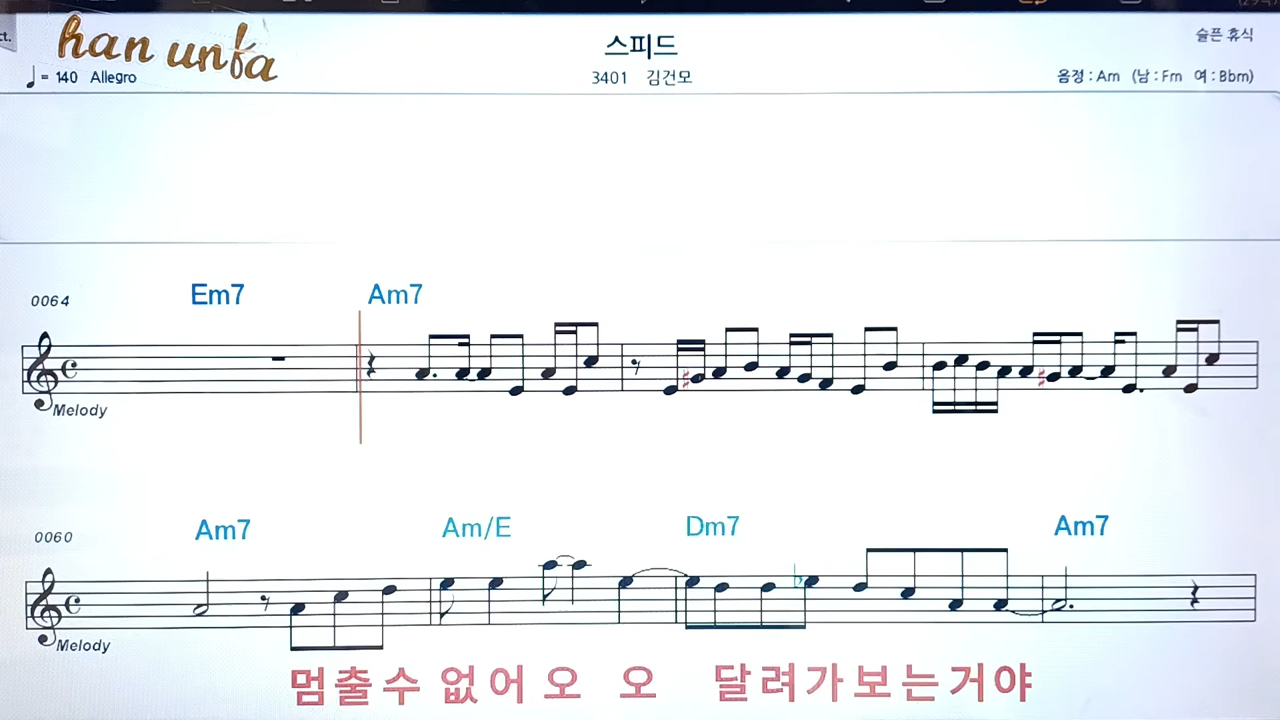 ct.
han unfa
스피드
슬픈 휴식
= 140 Allegro
3401 김건모
음정 : Am (남 : Fm 여 : Bbm)
0064 Em7 Am7
Melody
0060 Am7 Am/E Dm7 Am7
Melody
멈출수 없어오 오 달려가보는거야